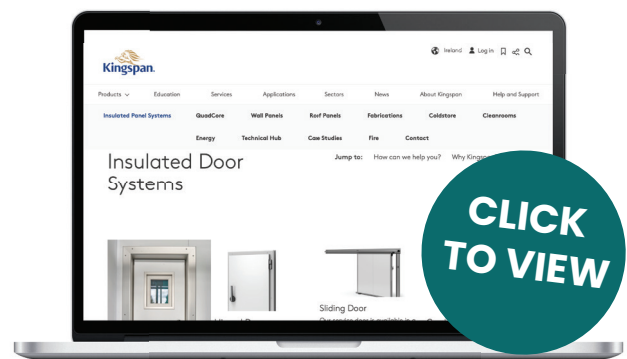 Ireland Log in
Kingspan.
Products Education Services Applications Sectors News About Kingspan Help and Support
Insulated Panel Systems QuadCore Wall Panels Roof Panels Fabrications Coldstore Cleanrooms
Energy Technical Hub Case Studies Fire Contact
Insulated Door
Systems
Jump to: How can we help you? Why
CLICK
TO VIEW
Sliding Door